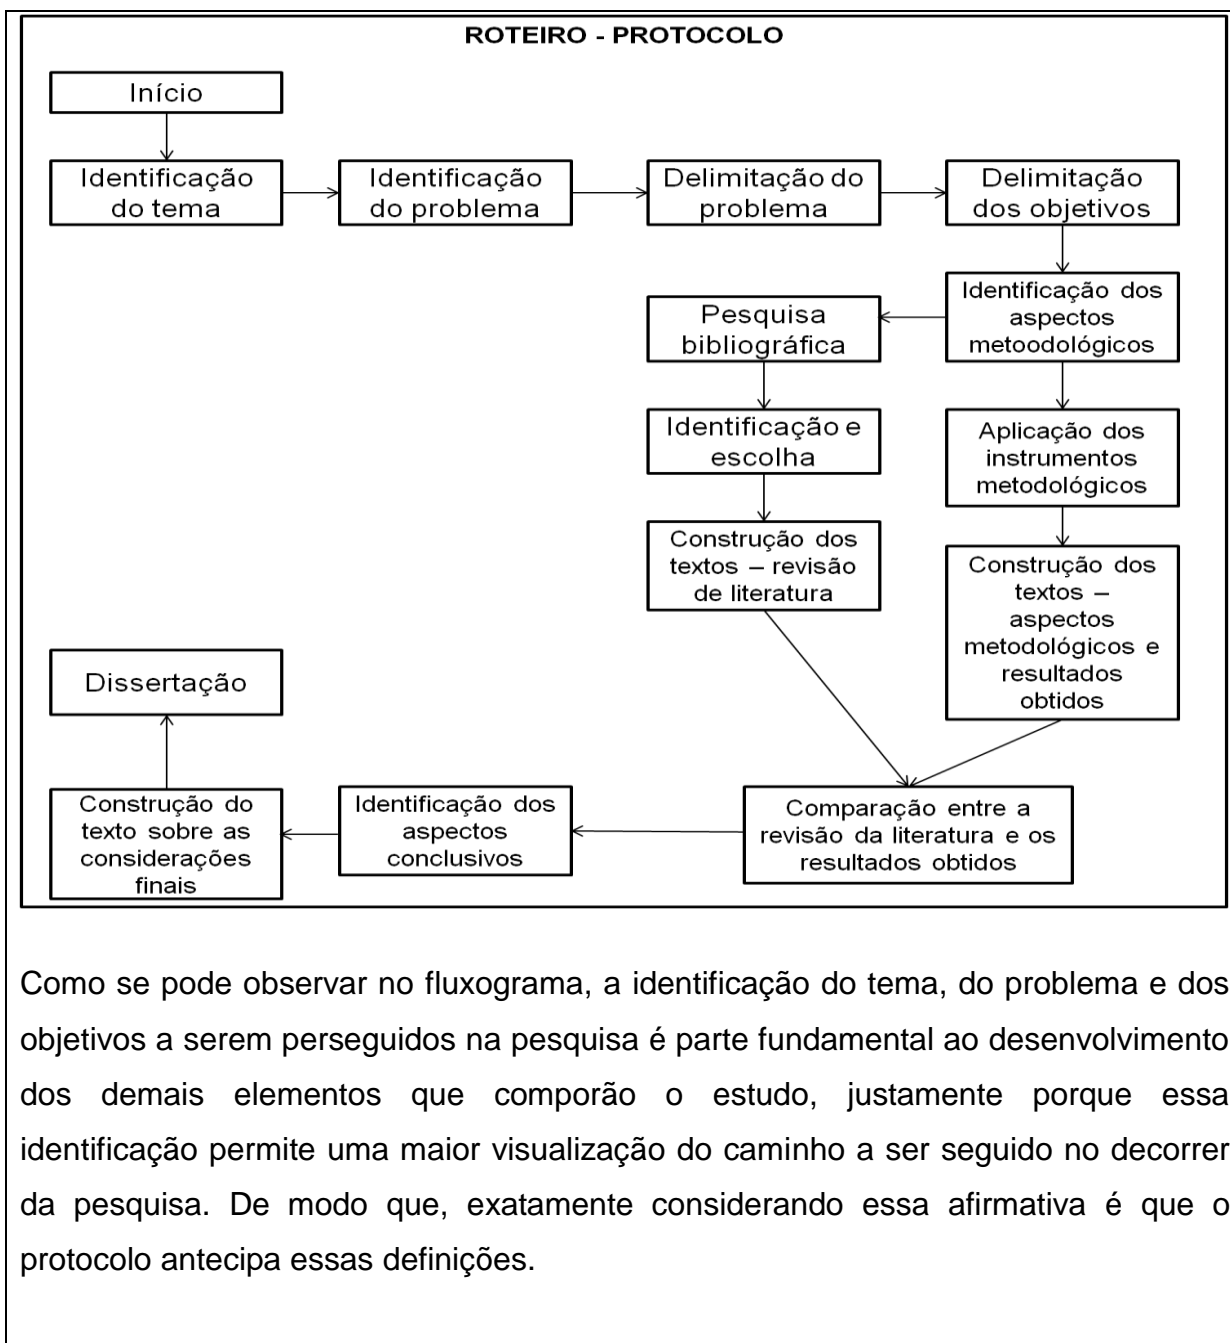 ROTEIRO - PROTOCOLO
Início
Identificação
do tema
Identificação
do problema
Delimitação do
problema
Delimitação
dos objetivos
Identificação dos
aspectos
metoodológicos
Pesquisa
bibliográfica
Identificação e
escolha
Aplicação dos
instrumentos
metodológicos
Construção dos
textos – revisão
de literatura
Construção dos
textos –
aspectos
metodológicos e
resultados
obtidos
Comparação entre a
revisão da literatura e os
resultados obtidos
Identificação dos
aspectos
conclusivos
Construção do
texto sobre as
considerações
finais
Dissertação
Como se pode observar no fluxograma, a identificação do tema, do problema e dos
objetivos a serem perseguidos na pesquisa é parte fundamental ao desenvolvimento
dos demais elementos que comporão o estudo, justamente porque essa
identificação permite uma maior visualização do caminho a ser seguido no decorrer
da pesquisa. De modo que, exatamente considerando essa afirmativa é que o
protocolo antecipa essas definições.